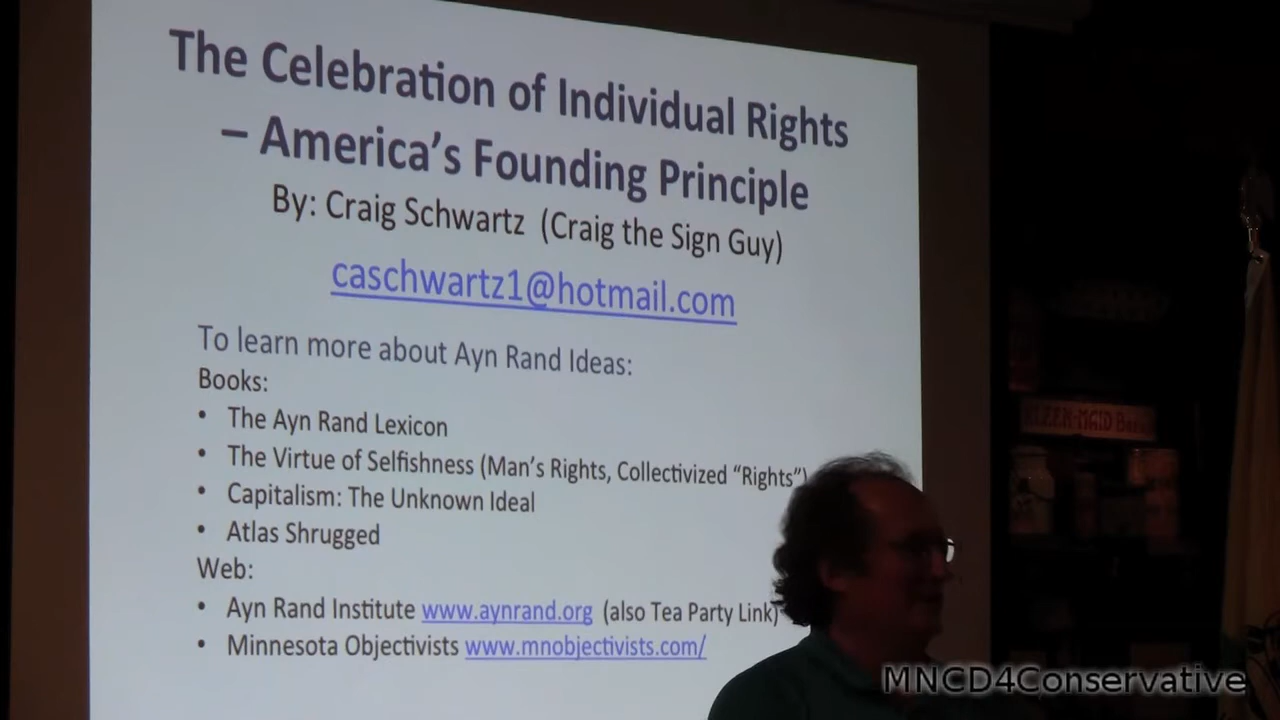 The Celebration of Individual Rights
– America's Founding Principle
By: Craig Schwartz (Craig the Sign Guy)
caschwartz1@hotmail.com
To learn more about Ayn Rand Ideas:
Books:
• The Ayn Rand Lexicon
• The Virtue of Selfishness (Man's Rights, Collectivized “Rights”)
• Capitalism: The Unknown Ideal
• Atlas Shrugged
Web:
• Ayn Rand Institute www.aynrand.org (also Tea Party Link)
• Minnesota Objectivists www.mnobjectivists.com/
MNCD4Conservative